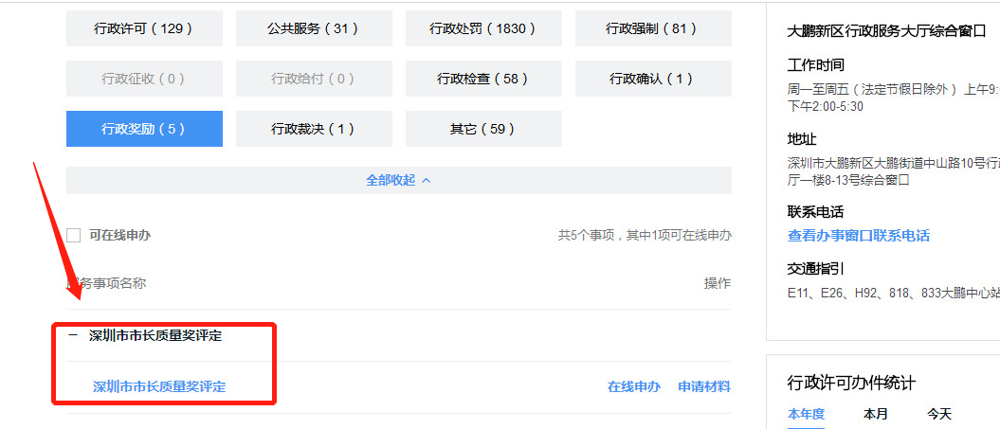 行政许可（129）
公共服务（31）
行政处罚（1830）
行政强制（81）
行政征收（0）
行政给付（0）
行政检查（58）
行政确认（1）
行政奖励（5）
行政裁决（1）
其它（59）
全部收起
可在线申办
共5个事项，其中1项可在线申办
服务事项名称
操作
深圳市市长质量奖评定
深圳市市长质量奖评定
在线申办
申请材料
大鹏新区行政服务大厅综合窗口
工作时间
周一至周五（法定节假日除外） 上午9:
下午2:00-5:30
地址
深圳市大鹏新区大鹏街道中山路10号行政
厅一楼8-13号综合窗口
联系电话
查看办事窗口联系电话
交通指引
E11、E26、H92、818、833大鹏中心站
行政许可办件统计
本年度
本月
今天